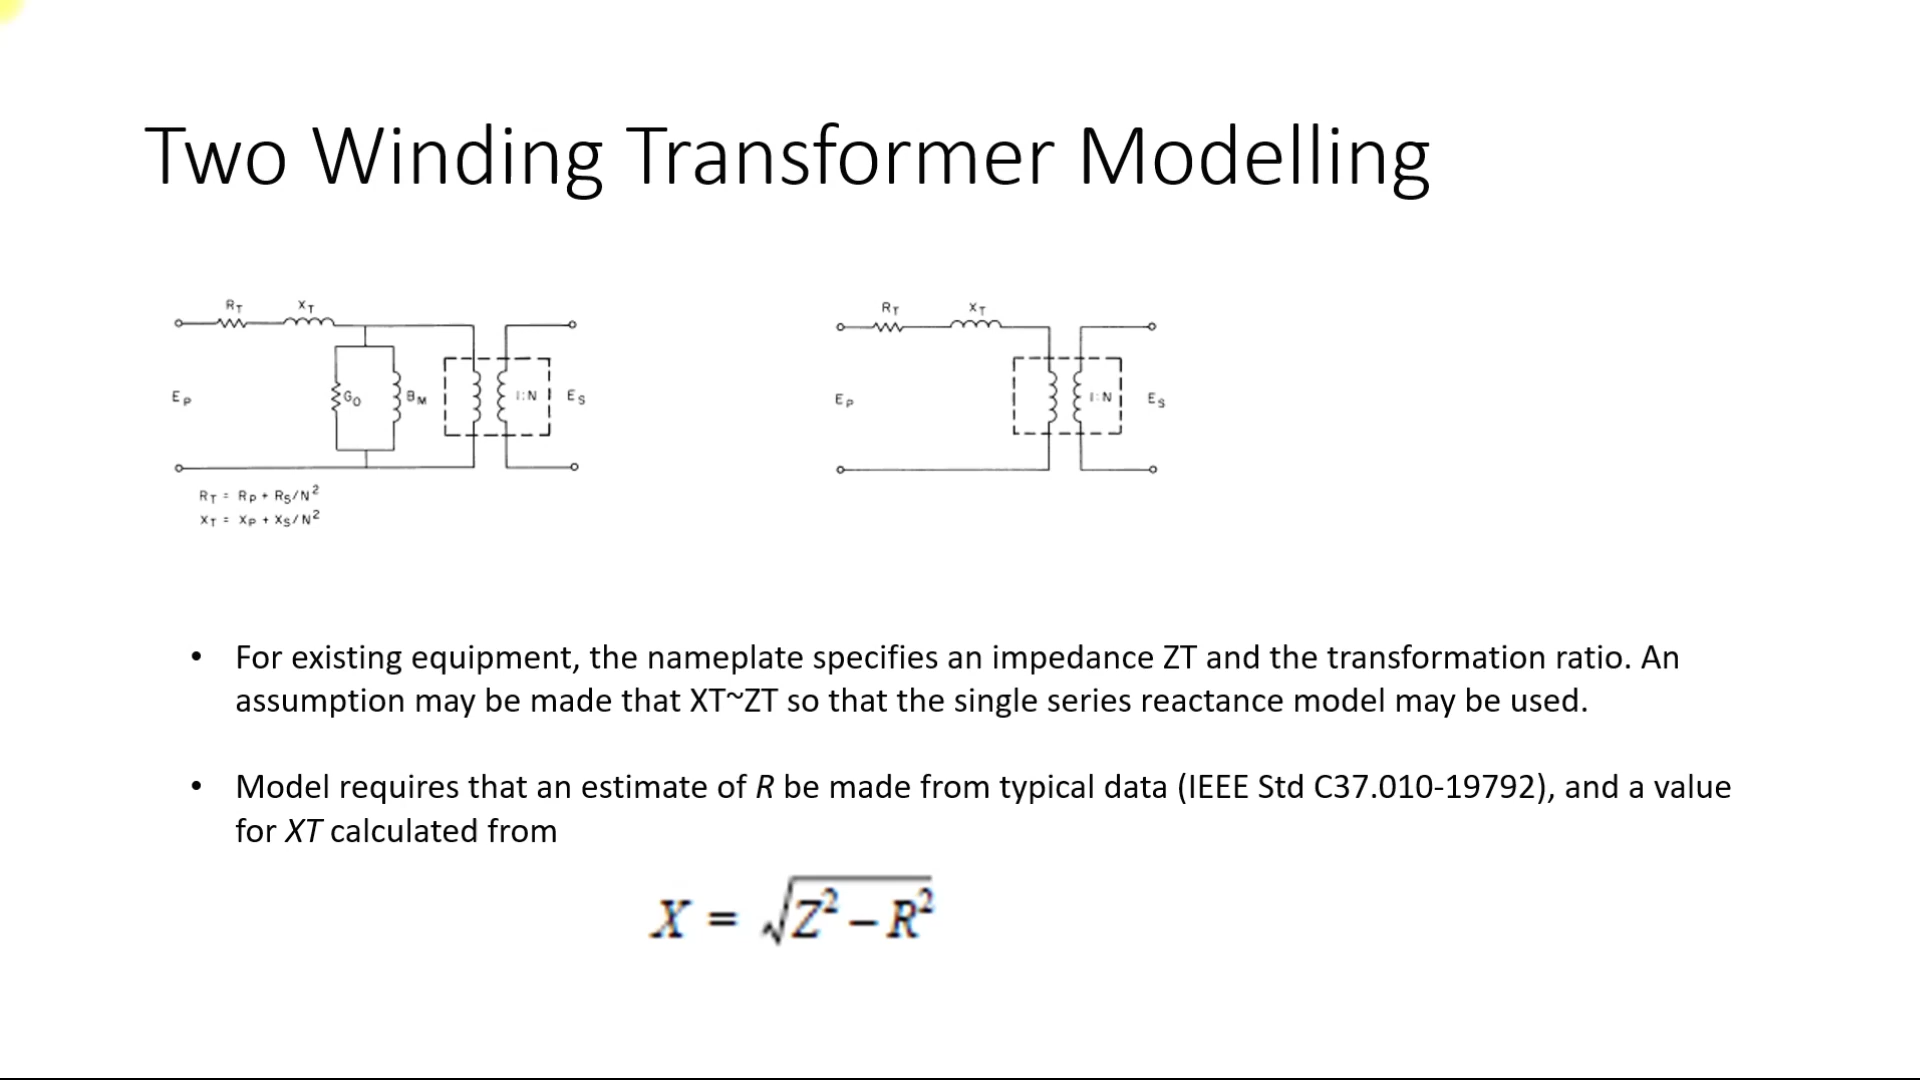 Two Winding Transformer Modelling
RT XT
EP GO BM 1:N ES
RT = RP + RS/N²
XT = XP + XS/N²
RT XT
EP 1:N ES
• For existing equipment, the nameplate specifies an impedance ZT and the transformation ratio. An
assumption may be made that XT~ZT so that the single series reactance model may be used.
• Model requires that an estimate of R be made from typical data (IEEE Std C37.010-19792), and a value
for XT calculated from
X = √Z² – R²